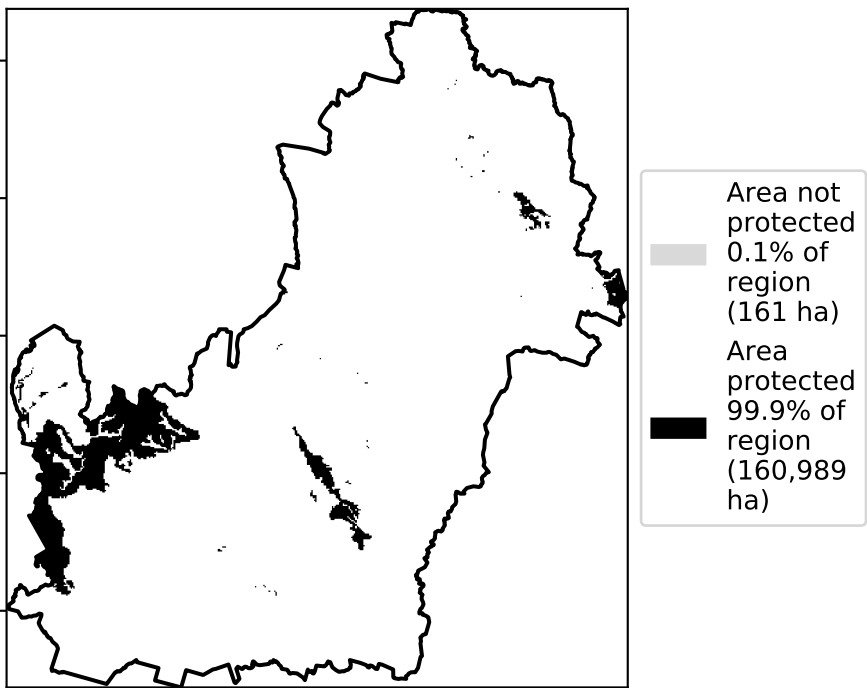 Area not
protected
0.1% of
region
(161 ha)
Area
protected
99.9% of
region
(160,989
ha)